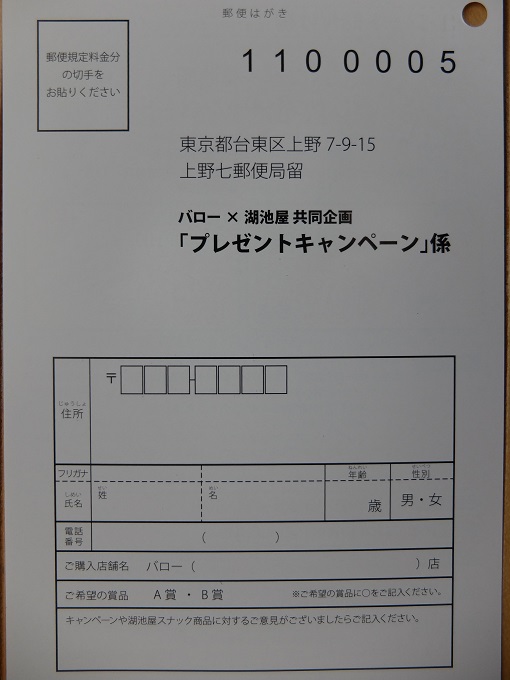 郵便はがき
郵便規定料金分
の切手を
お貼りください
1100005
東京都台東区上野 7-9-15
上野七郵便局留
バロー × 湖池屋 共同企画
「プレゼントキャンペーン」係
じゅうしょ
住所
〒
フリガナ
しめい
氏名
せい
姓
めい
名
ねんれい
年齢
歳
せいべつ
性別
男・女
電話
番号
( )
ご購入店舗名 バロー( )店
ご希望の賞品 A賞 ・ B賞 ※ご希望の賞品に○をご記入ください。
キャンペーンや湖池屋スナック商品に対するご意見がございましたらご記入ください。